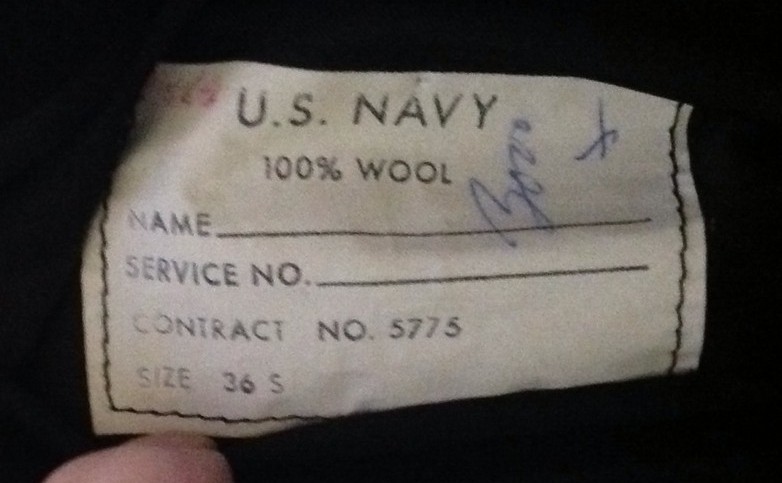 U.S. NAVY
100% WOOL
NAME
SERVICE NO.
CONTRACT NO. 5775
SIZE 36 S